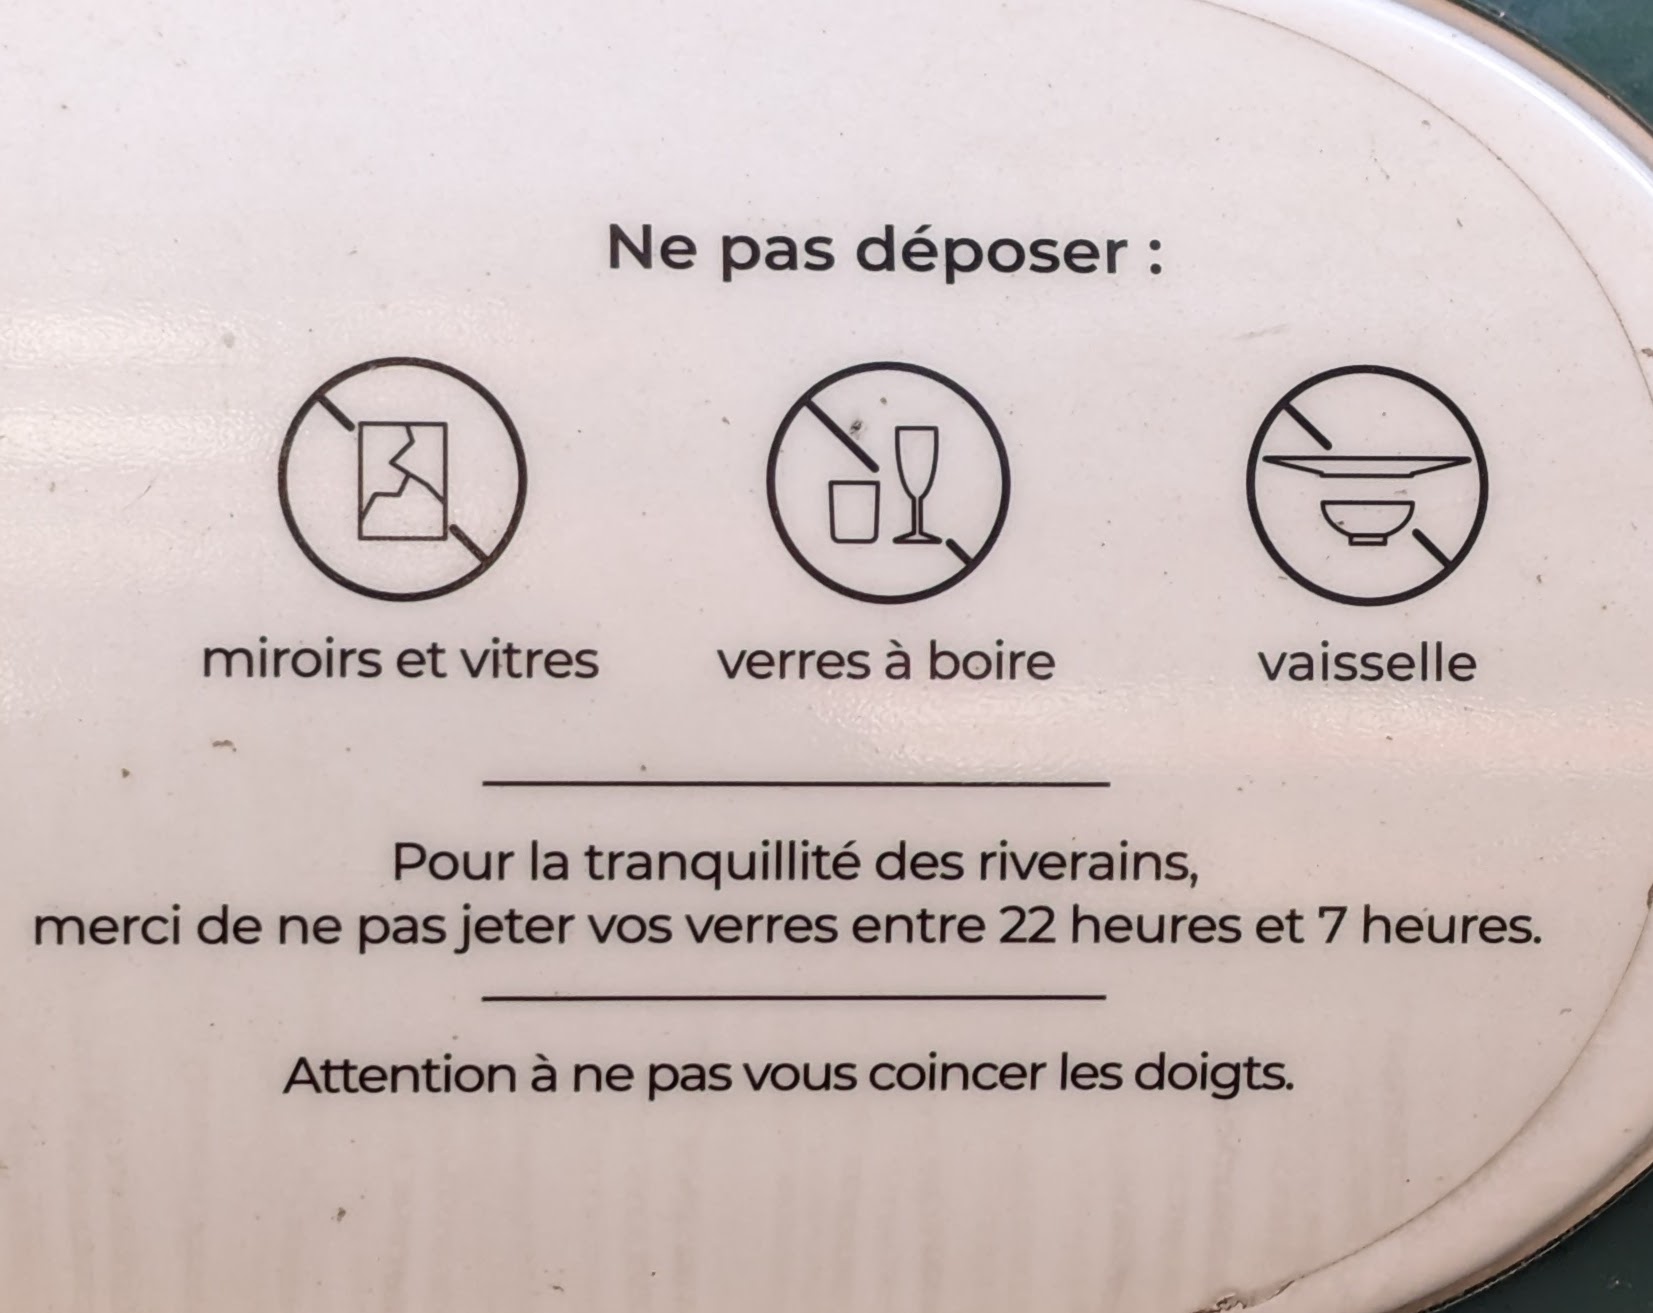 Ne pas déposer :
miroirs et vitres
verres à boire
vaisselle
Pour la tranquillité des riverains,
merci de ne pas jeter vos verres entre 22 heures et 7 heures.
Attention à ne pas vous coincer les doigts.